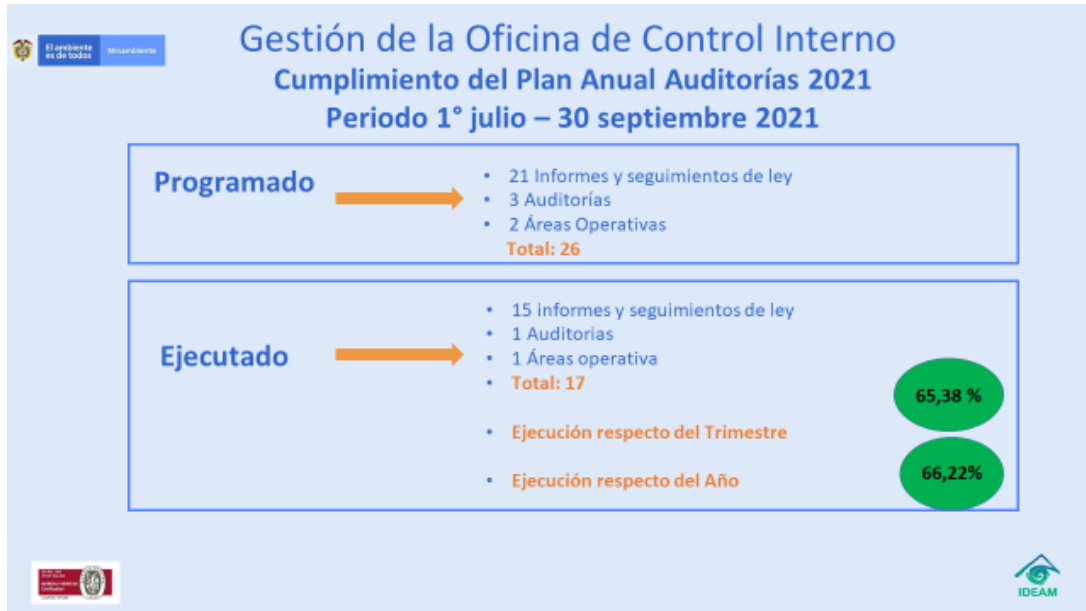 El ambiente
es de todos
Minambiente
Gestión de la Oficina de Control Interno
Cumplimiento del Plan Anual Auditorías 2021
Periodo 1° julio – 30 septiembre 2021
Programado
• 21 Informes y seguimientos de ley
• 3 Auditorías
• 2 Áreas Operativas
Total: 26
Ejecutado
• 15 informes y seguimientos de ley
• 1 Auditorias
• 1 Áreas operativa
• Total: 17
65,38 %
• Ejecución respecto del Trimestre
• Ejecución respecto del Año
66,22%
IDEAM